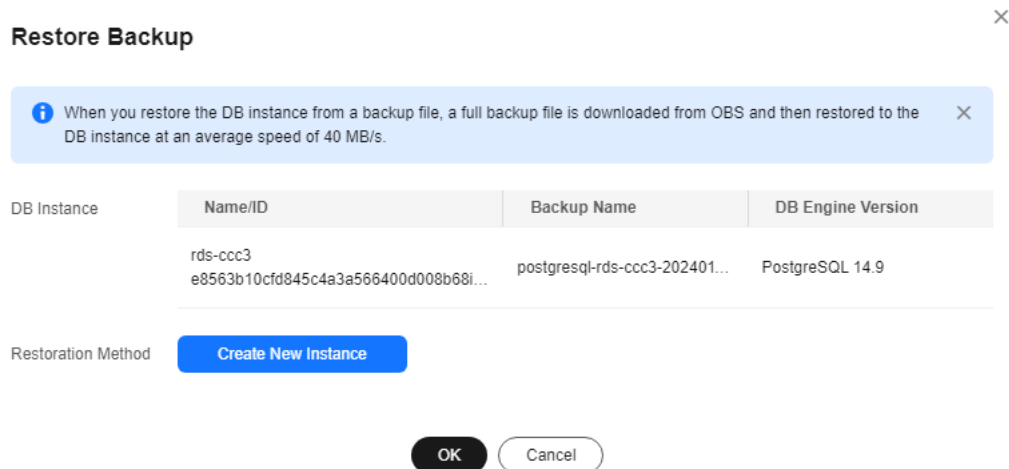 Restore Backup
When you restore the DB instance from a backup file, a full backup file is downloaded from OBS and then restored to the
DB instance at an average speed of 40 MB/s.
DB Instance
Name/ID
Backup Name
DB Engine Version
rds-ccc3
e8563b10cfd845c4a3a566400d008b68i...
postgresql-rds-ccc3-202401...
PostgreSQL 14.9
Restoration Method
Create New Instance
OK
Cancel